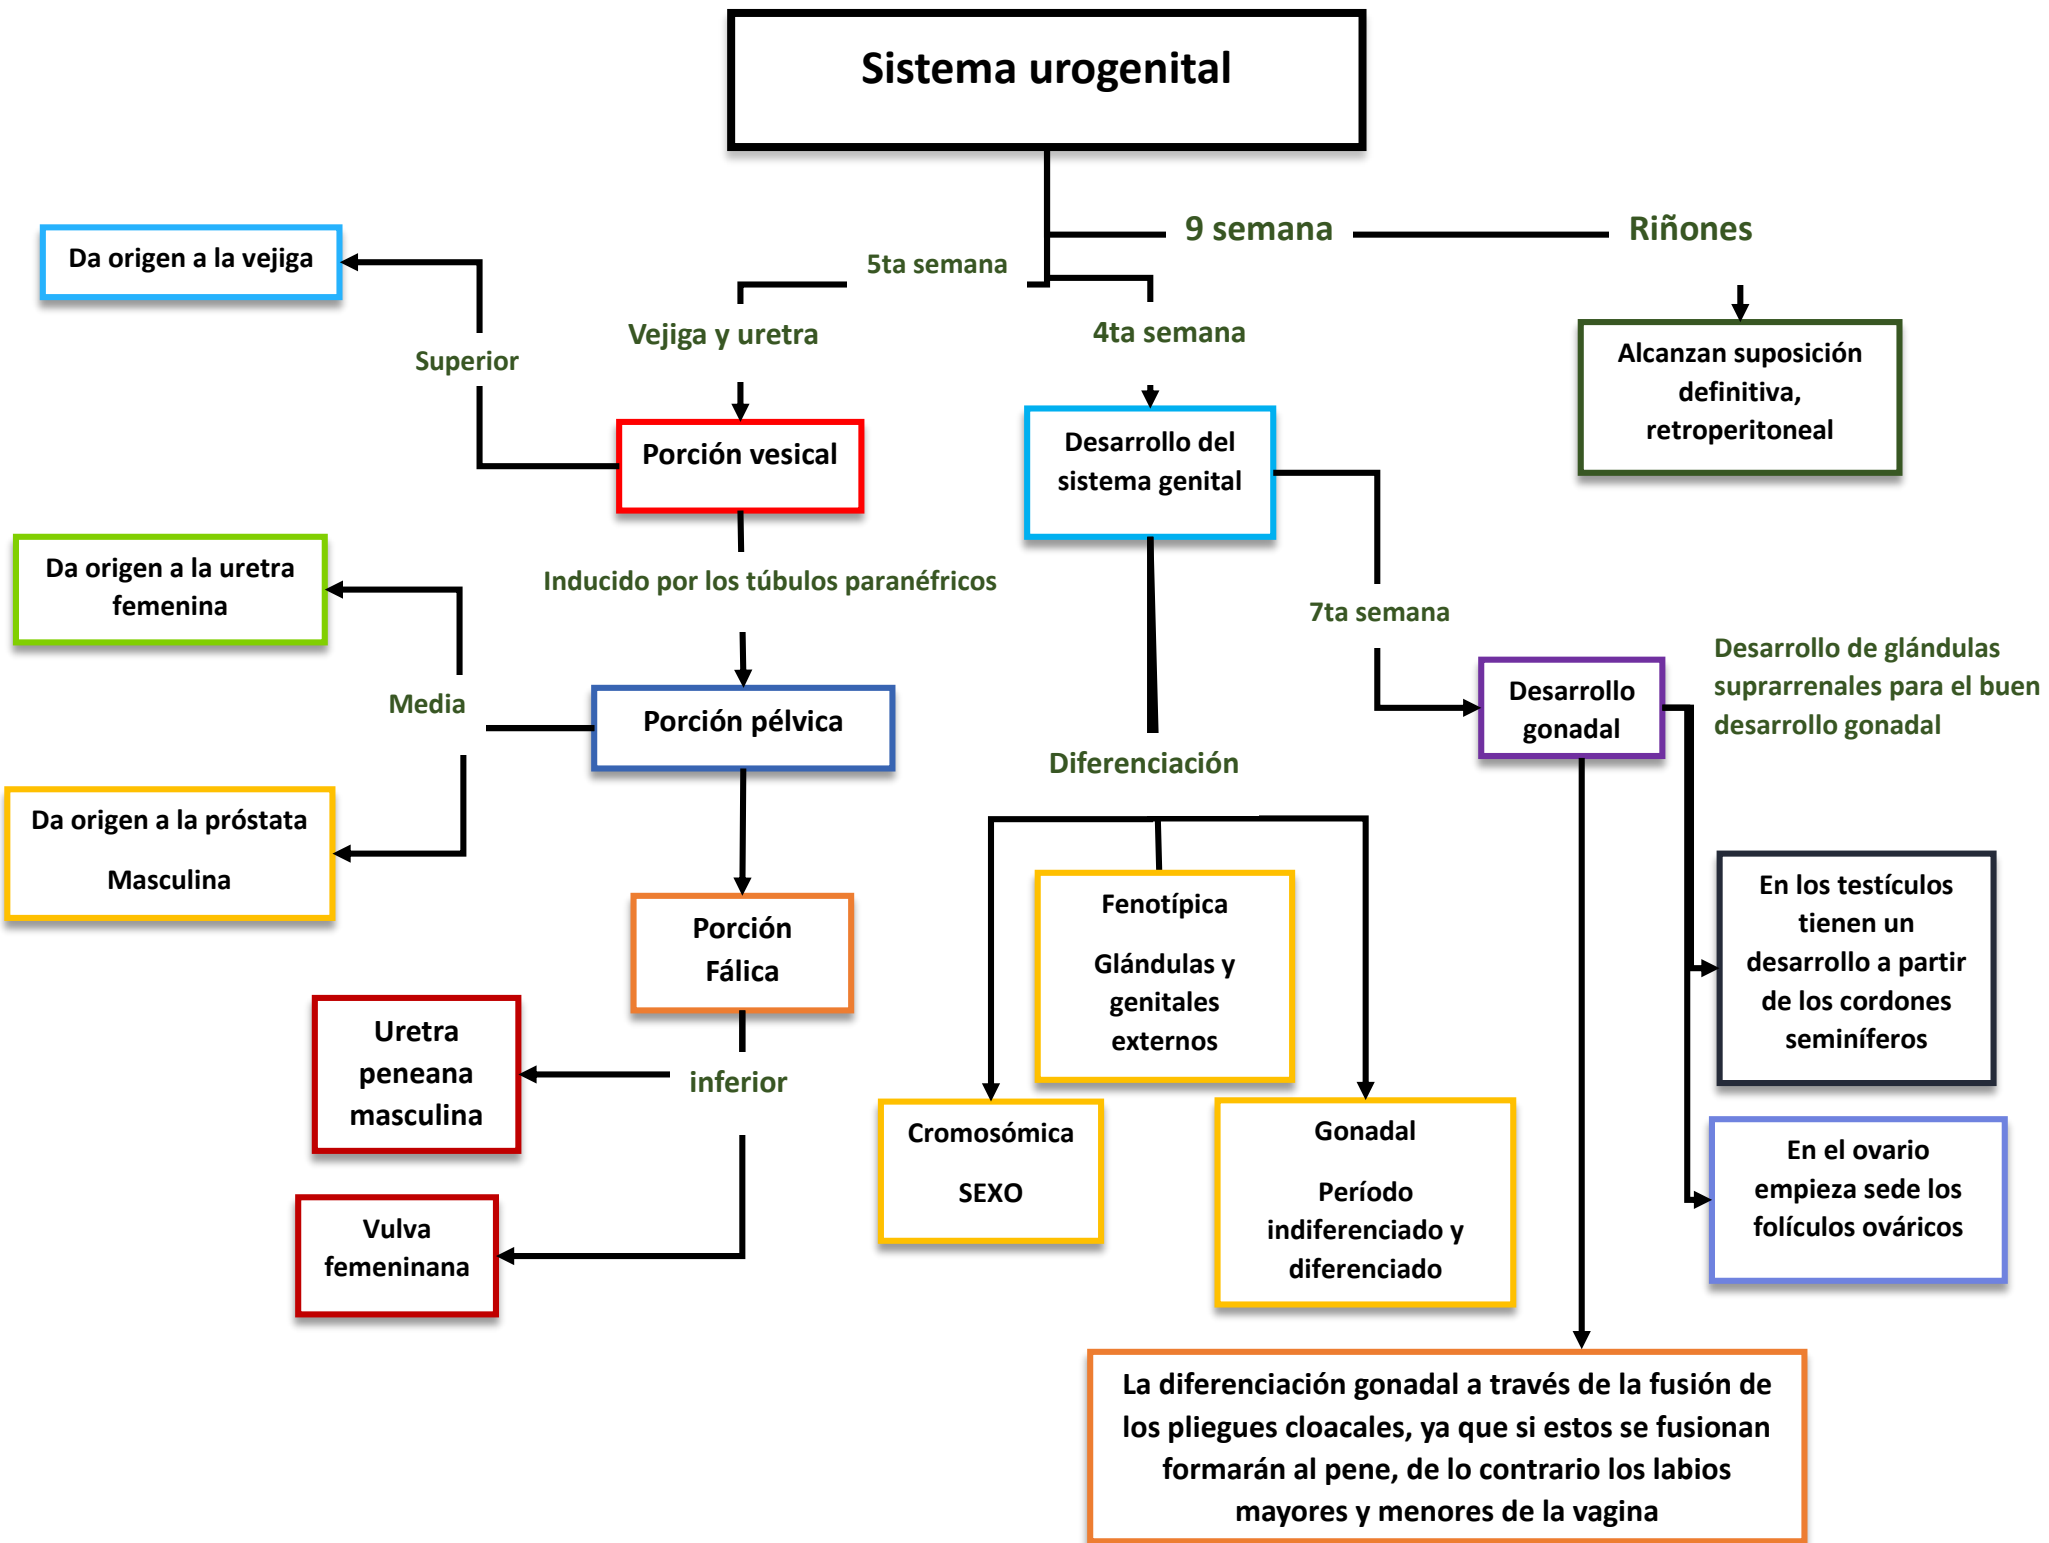 Sistema urogenital
9 semana
Riñones
Da origen a la vejiga
5ta semana
Vejiga y uretra
4ta semana
Superior
Alcanzan suposición
definitiva,
retroperitoneal
Porción vesical
Desarrollo del
sistema genital
Da origen a la uretra
femenina
Inducido por los túbulos paranéfricos
7ta semana
Desarrollo de glándulas
suprarrenales para el buen
desarrollo gonadal
Media
Porción pélvica
Desarrollo
gonadal
Diferenciación
Da origen a la próstata
Masculina
Porción
Fálica
Fenotípica
Glándulas y
genitales
externos
En los testículos
tienen un
desarrollo a partir
de los cordones
seminíferos
Uretra
peneana
masculina
inferior
Cromosómica
SEXO
Gonadal
Período
indiferenciado y
diferenciado
En el ovario
empieza sede los
folículos ováricos
Vulva
femeninana
La diferenciación gonadal a través de la fusión de
los pliegues cloacales, ya que si estos se fusionan
formarán al pene, de lo contrario los labios
mayores y menores de la vagina